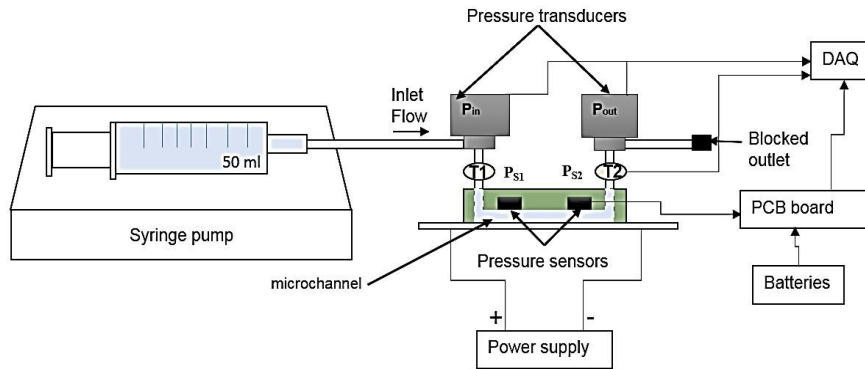 Pressure transducers
DAQ
Inlet
Flow
Pin
Pout
50 ml
T1
PS1
PS2
T2
Blocked
outlet
PCB board
Syringe pump
Pressure sensors
microchannel
Batteries
+
-
Power supply